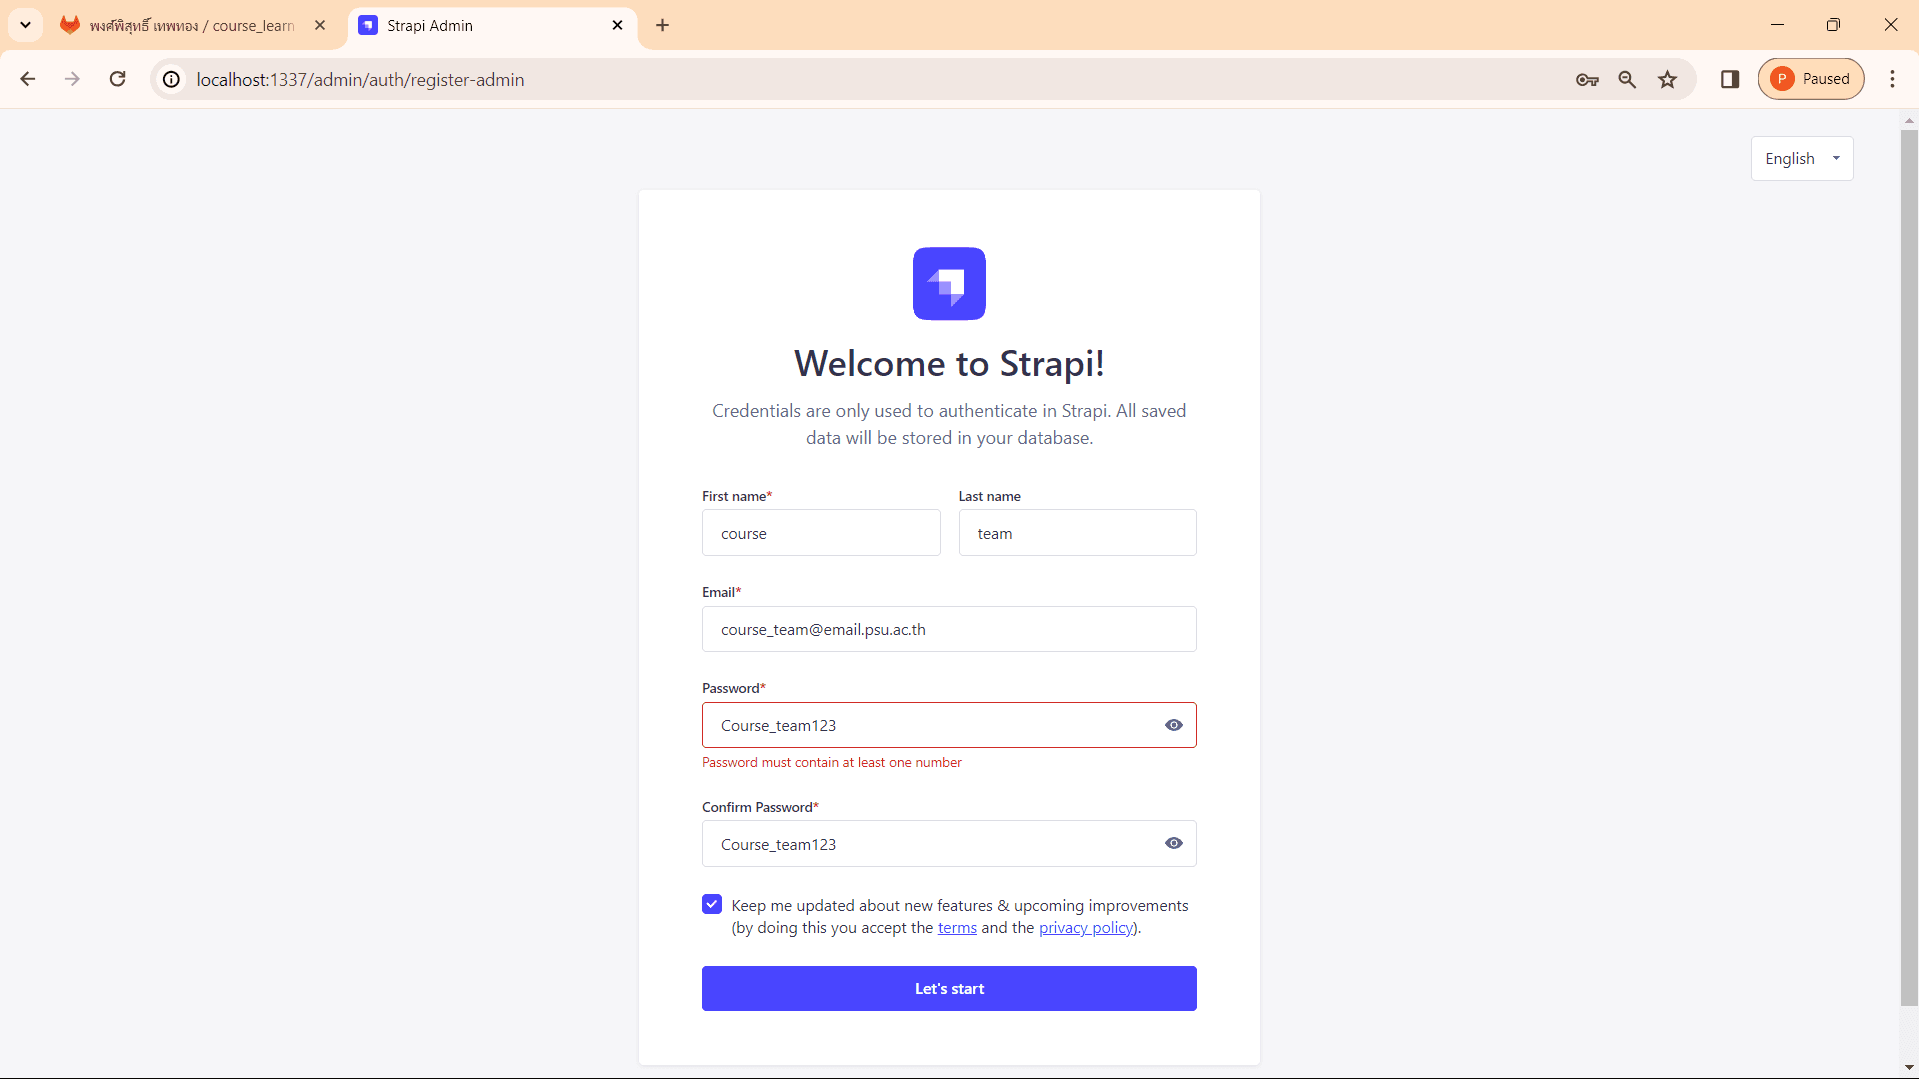 พงศ์พิสุทธิ์ เทพทอง / course_learn
Strapi Admin
localhost:1337/admin/auth/register-admin
P Paused
English
Welcome to Strapi!
Credentials are only used to authenticate in Strapi. All saved
data will be stored in your database.
First name* Last name
course team
Email*
course_team@email.psu.ac.th
Password*
Course_team123
Password must contain at least one number
Confirm Password*
Course_team123
Keep me updated about new features & upcoming improvements
(by doing this you accept the terms and the privacy policy).
Let's start